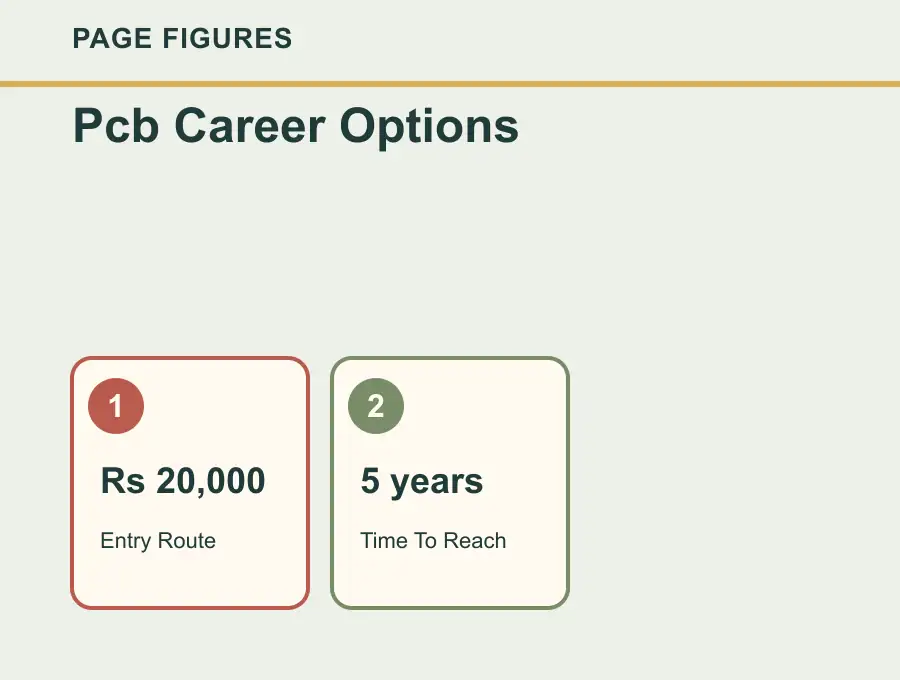 PAGE FIGURES
Pcb Career Options
1
Rs 20,000
Entry Route
2
5 years
Time To Reach